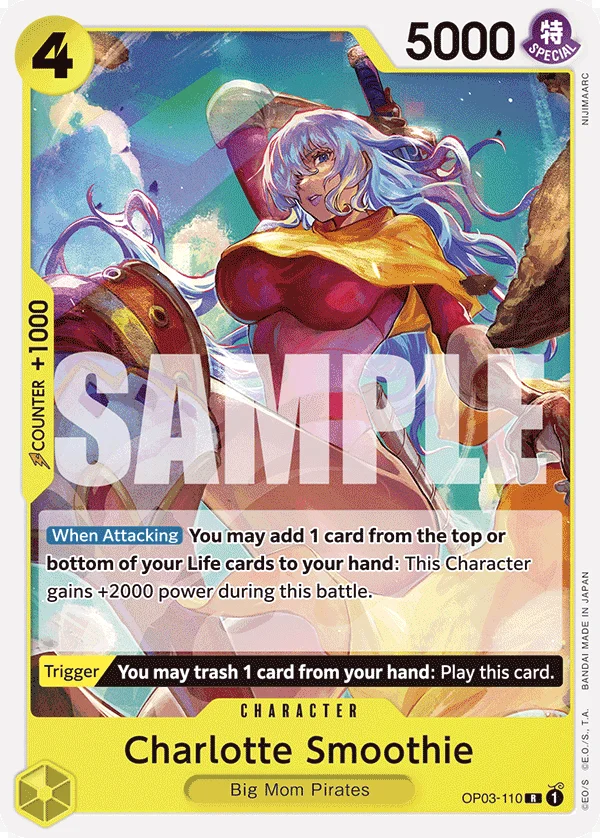 4
5000
特
SPECIAL
NIJIMAARC
COUNTER +1000
SAMPLE
When Attacking You may add 1 card from the top or
bottom of your Life cards to your hand: This Character
gains +2000 power during this battle.
Trigger You may trash 1 card from your hand: Play this card.
CHARACTER
Charlotte Smoothie
Big Mom Pirates
OP03-110 R 1
©EO/S ©E.O./S., T.A. BANDAI MADE IN JAPAN